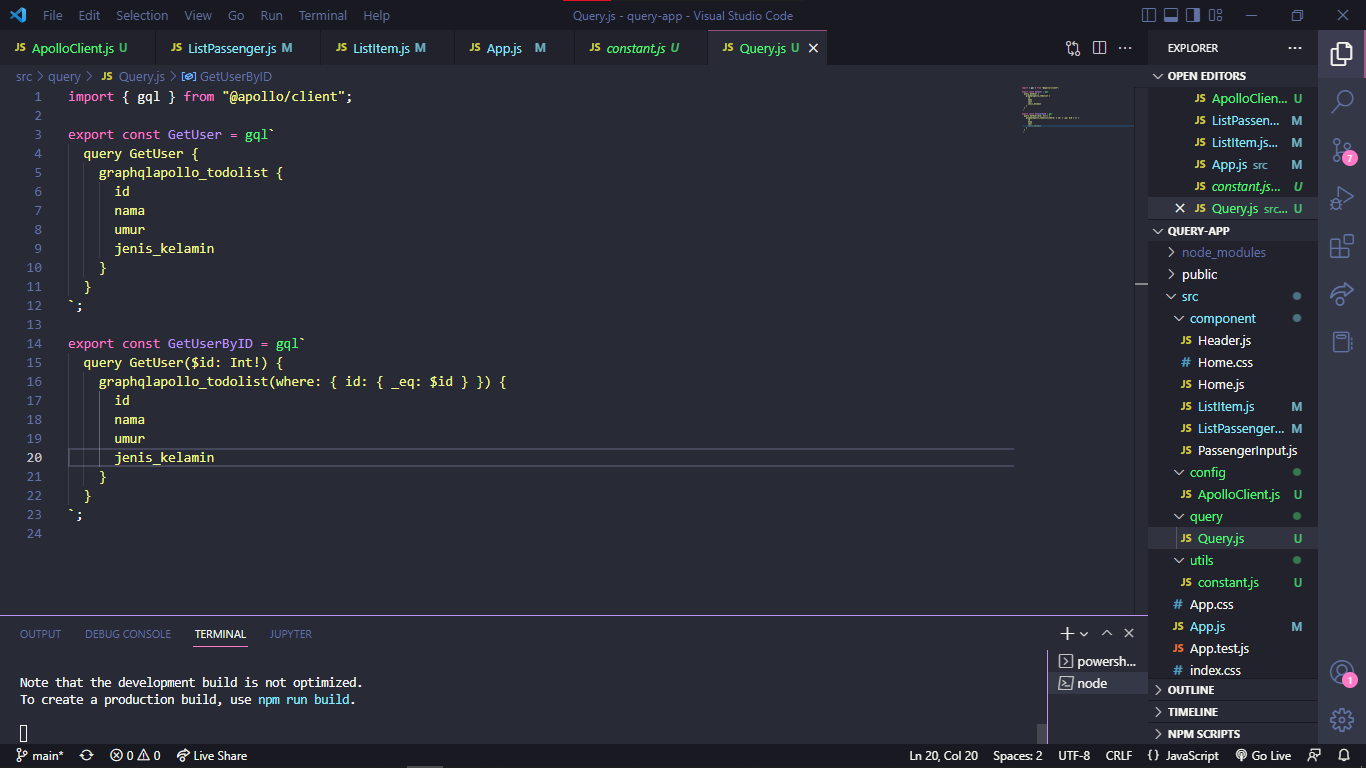 File Edit Selection View Go Run Terminal Help Query.js - query-app - Visual Studio Code
JS ApolloClient.js U JS ListPassenger.js M JS ListItem.js M JS App.js M JS constant.js U JS Query.js U
src > query > JS Query.js > GetUserByID
1 import { gql } from "@apollo/client";
2
3 export const GetUser = gql`
4 query GetUser {
5 graphqlapollo_todolist {
6 id
7 nama
8 umur
9 jenis_kelamin
10 }
11 }
12 `;
13
14 export const GetUserByID = gql`
15 query GetUser($id: Int!) {
16 graphqlapollo_todolist(where: { id: { _eq: $id } }) {
17 id
18 nama
19 umur
20 jenis_kelamin
21 }
22 }
23 `;
24
OUTPUT DEBUG CONSOLE TERMINAL JUPYTER
Note that the development build is not optimized.
To create a production build, use npm run build.
powersh...
node
EXPLORER
OPEN EDITORS
JS ApolloClien... U
JS ListPassen... M
JS ListItem.js... M
JS App.js src M
JS constant.js... U
JS Query.js src... U
QUERY-APP
node_modules
public
src
component
JS Header.js
# Home.css
JS Home.js
JS ListItem.js M
JS ListPassenger... M
JS PassengerInput.js
config
JS ApolloClient.js U
query
JS Query.js U
utils
JS constant.js U
# App.css
JS App.js M
JS App.test.js
# index.css
OUTLINE
TIMELINE
NPM SCRIPTS
7
1
main* 0 0 Live Share Ln 20, Col 20 Spaces: 2 UTF-8 CRLF {} JavaScript Go Live